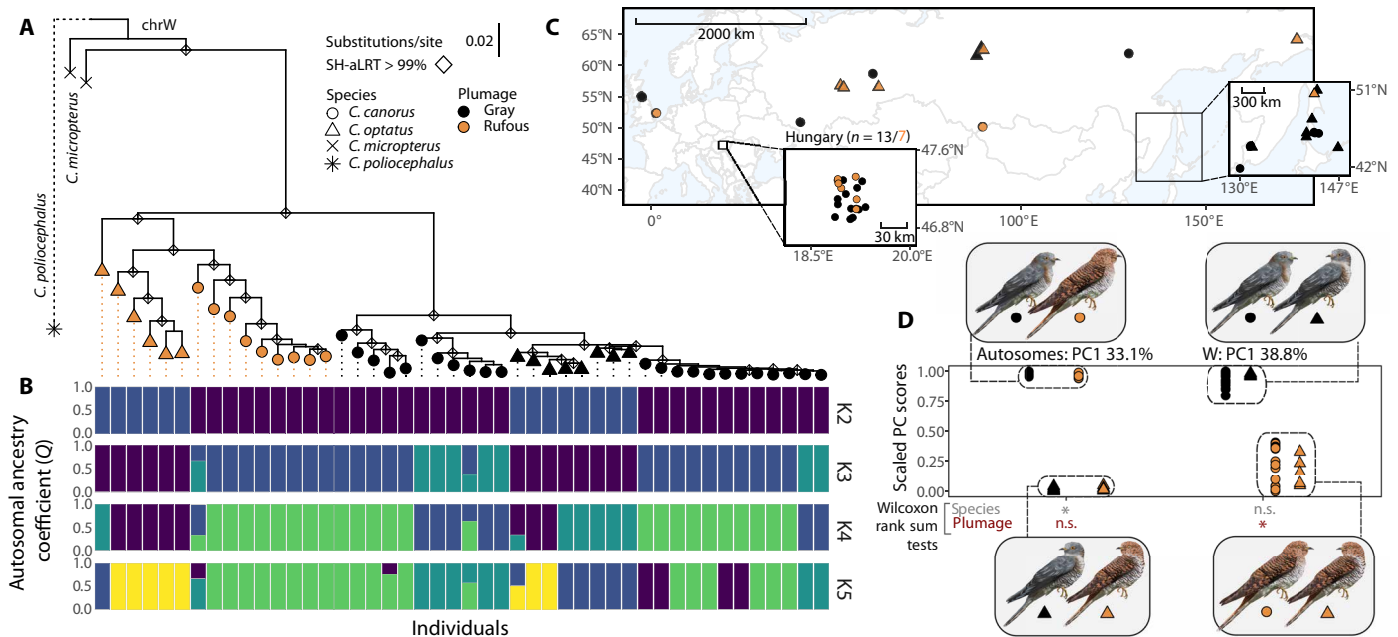 A
chrW
Substitutions/site
0.02
SH-aLRT > 99%
Species
C. canorus
C. optatus
C. micropterus
C. poliocephalus
Plumage
Gray
Rufous
C. micropterus
C. poliocephalus
B
Autosomal ancestry
coefficient (Q)
1.0
0.5
0.0
K2
1.0
0.5
0.0
K3
1.0
0.5
0.0
K4
1.0
0.5
0.0
K5
Individuals
C
2000 km
65°N
60°N
55°N
50°N
45°N
40°N
0°
100°E
150°E
Hungary (n = 13/7)
47.6°N
46.8°N
30 km
18.5°E
20.0°E
300 km
51°N
42°N
130°E
147°E
D
Autosomes: PC1 33.1%
W: PC1 38.8%
Scaled PC scores
1.00
0.75
0.50
0.25
0.00
Wilcoxon
rank sum
tests
Species
*
n.s.
Plumage
n.s.
*